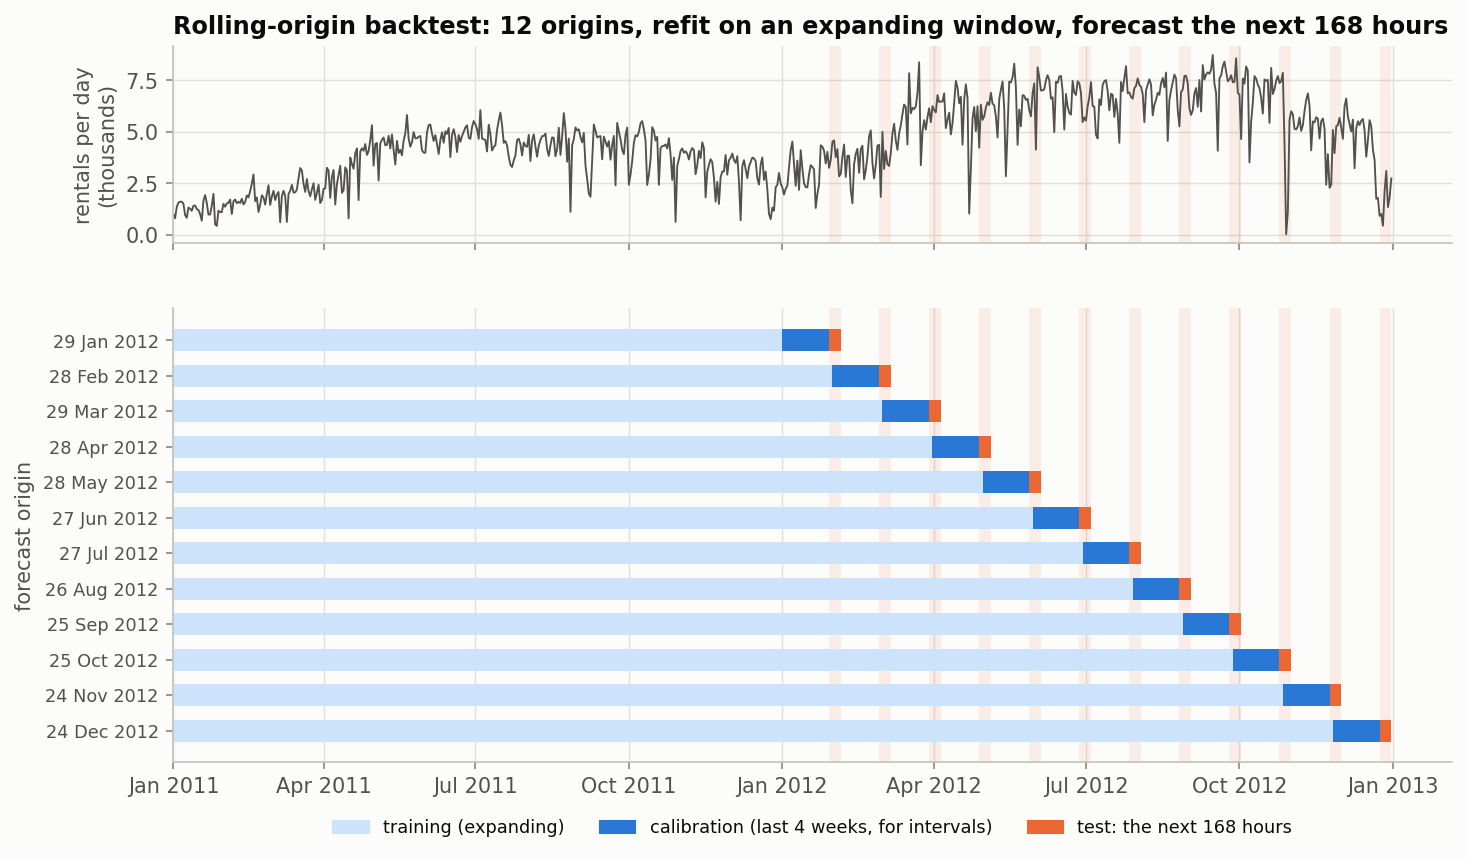 Rolling-origin backtest: 12 origins, refit on an expanding window, forecast the next 168 hours
rentals per day
(thousands)
7.5
5.0
2.5
0.0
forecast origin
29 Jan 2012
28 Feb 2012
29 Mar 2012
28 Apr 2012
28 May 2012
27 Jun 2012
27 Jul 2012
26 Aug 2012
25 Sep 2012
25 Oct 2012
24 Nov 2012
24 Dec 2012
Jan 2011 Apr 2011 Jul 2011 Oct 2011 Jan 2012 Apr 2012 Jul 2012 Oct 2012 Jan 2013
training (expanding) calibration (last 4 weeks, for intervals) test: the next 168 hours